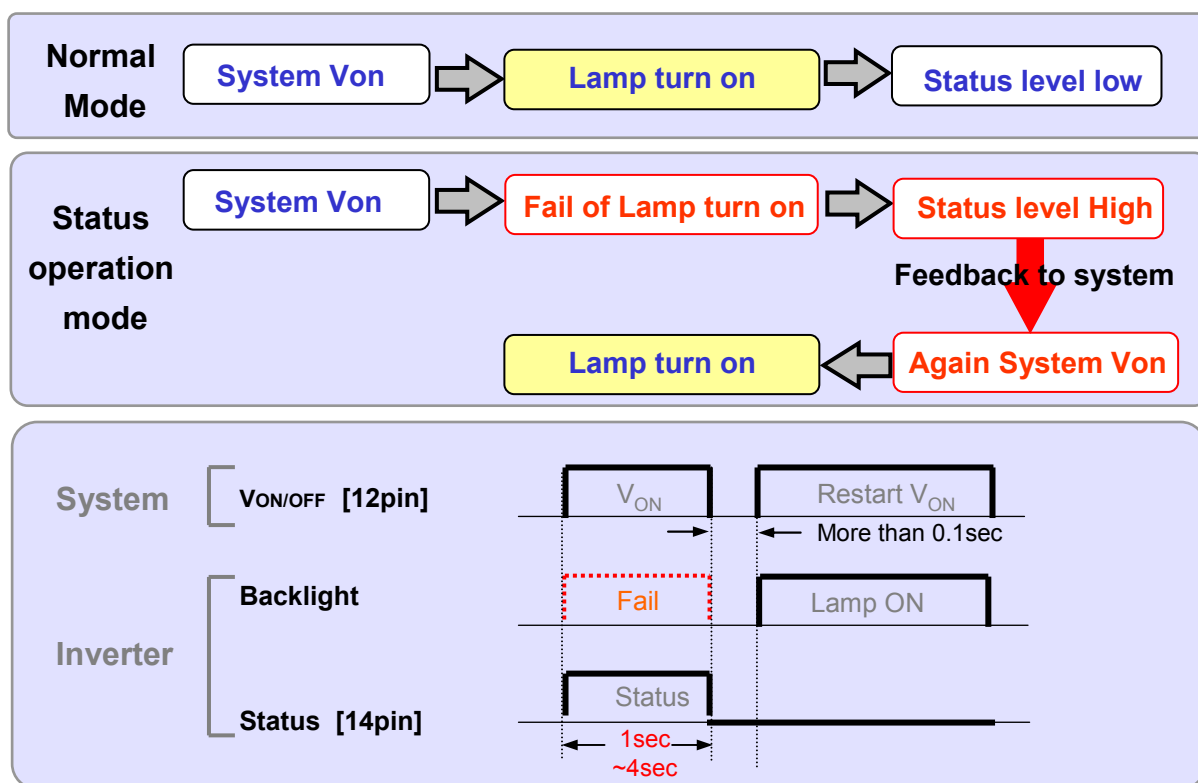 Normal
Mode
System Von
Lamp turn on
Status level low
Status
operation
mode
System Von
Fail of Lamp turn on
Status level High
Feedback to system
Lamp turn on
Again System Von
System
VON/OFF [12pin]
VON
Restart VON
More than 0.1sec
Inverter
Backlight
Fail
Lamp ON
Status [14pin]
Status
1sec
~4sec